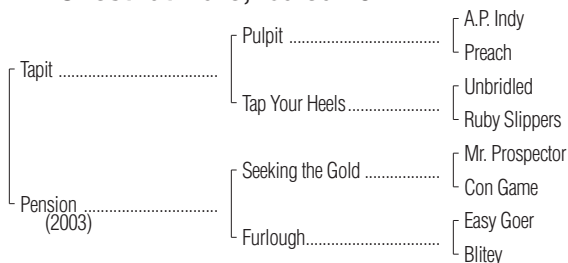 Pulpit ........................................
A.P. Indy
Preach
Tapit ..........................................
Tap Your Heels........................
Unbridled
Ruby Slippers
Seeking the Gold ....................
Mr. Prospector
Con Game
Pension ...................................
(2003)
Furlough...................................
Easy Goer
Blitey